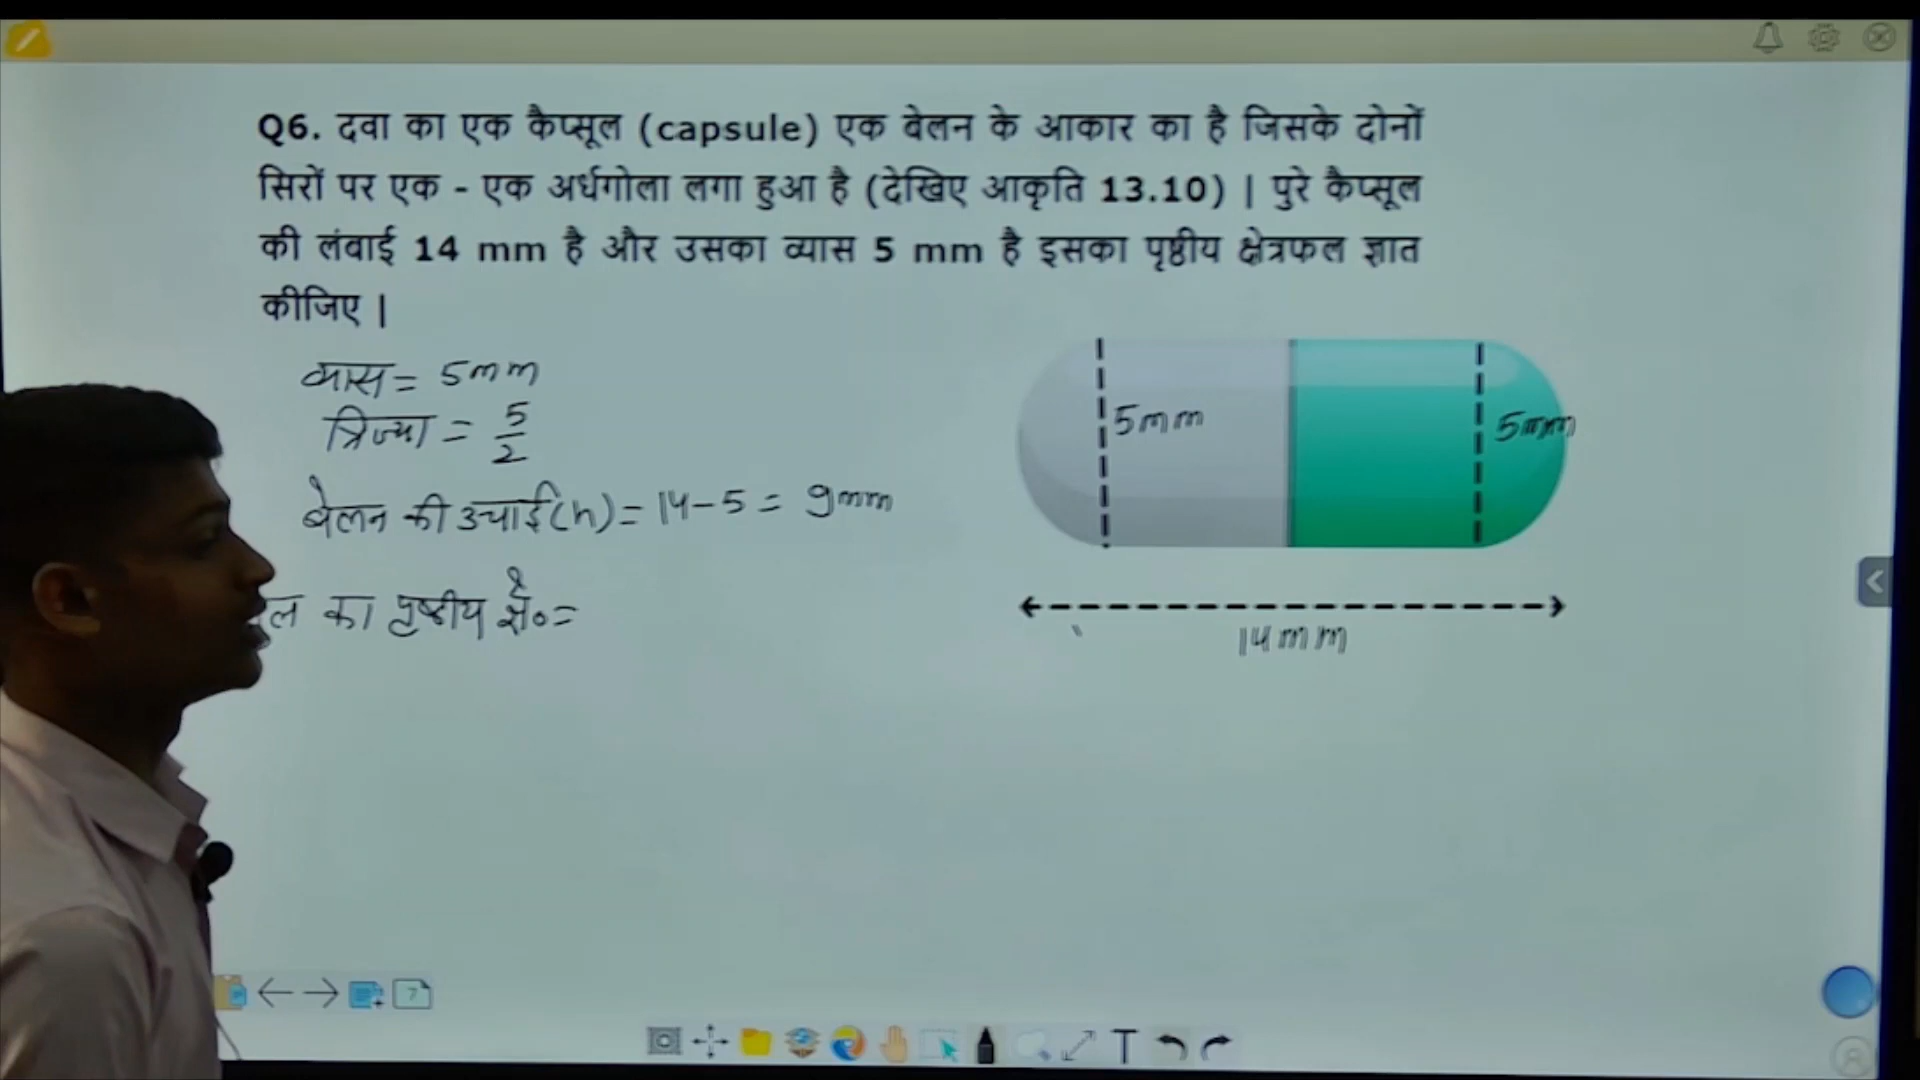 Q6. दवा का एक कैप्सूल (capsule) एक बेलन के आकार का है जिसके दोनों
सिरों पर एक - एक अर्धगोला लगा हुआ है (देखिए आकृति 13.10) | पुरे कैप्सूल
की लंबाई 14 mm है और उसका व्यास 5 mm है इसका पृष्ठीय क्षेत्रफल ज्ञात
कीजिए |
व्यास = 5mm
त्रिज्या = 5/2
बेलन की उचाई (h) = 14 - 5 = 9mm
का पृष्ठीय क्षे० =
5mm
5mm
14mm
7
T